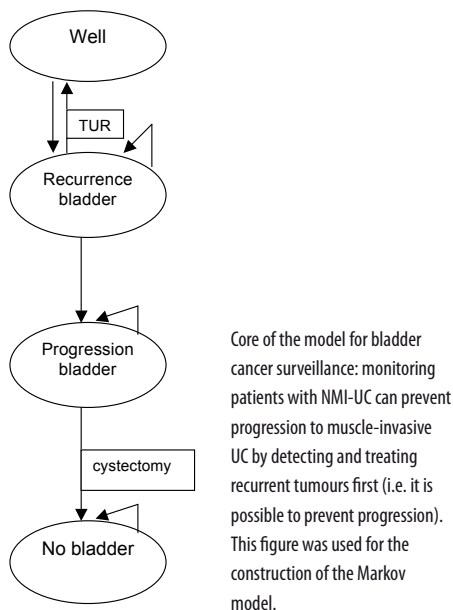 Well
TUR
Recurrence
bladder
Progression
bladder
cystectomy
No bladder
Core of the model for bladder
cancer surveillance: monitoring
patients with NMI-UC can prevent
progression to muscle-invasive
UC by detecting and treating
recurrent tumours first (i.e. it is
possible to prevent progression).
This figure was used for the
construction of the Markov
model.